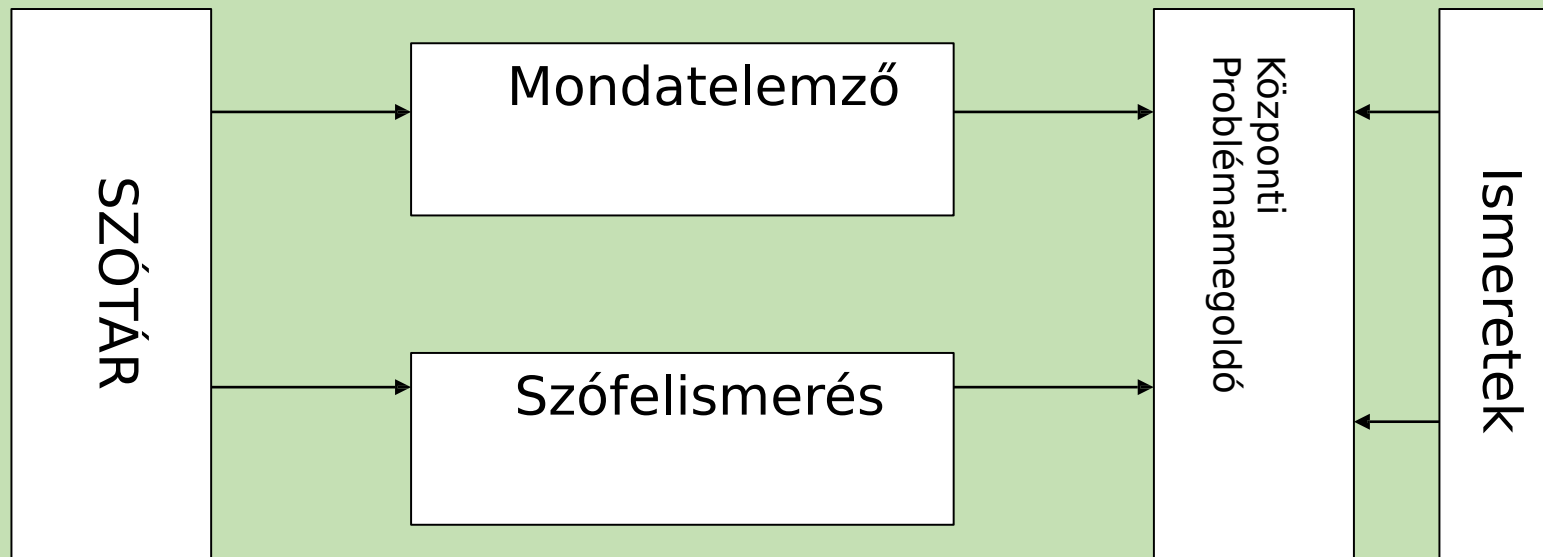 SZÓTÁR
Mondatelemző
Szófelismerés
Központi
Problémamegoldó
Ismeretek